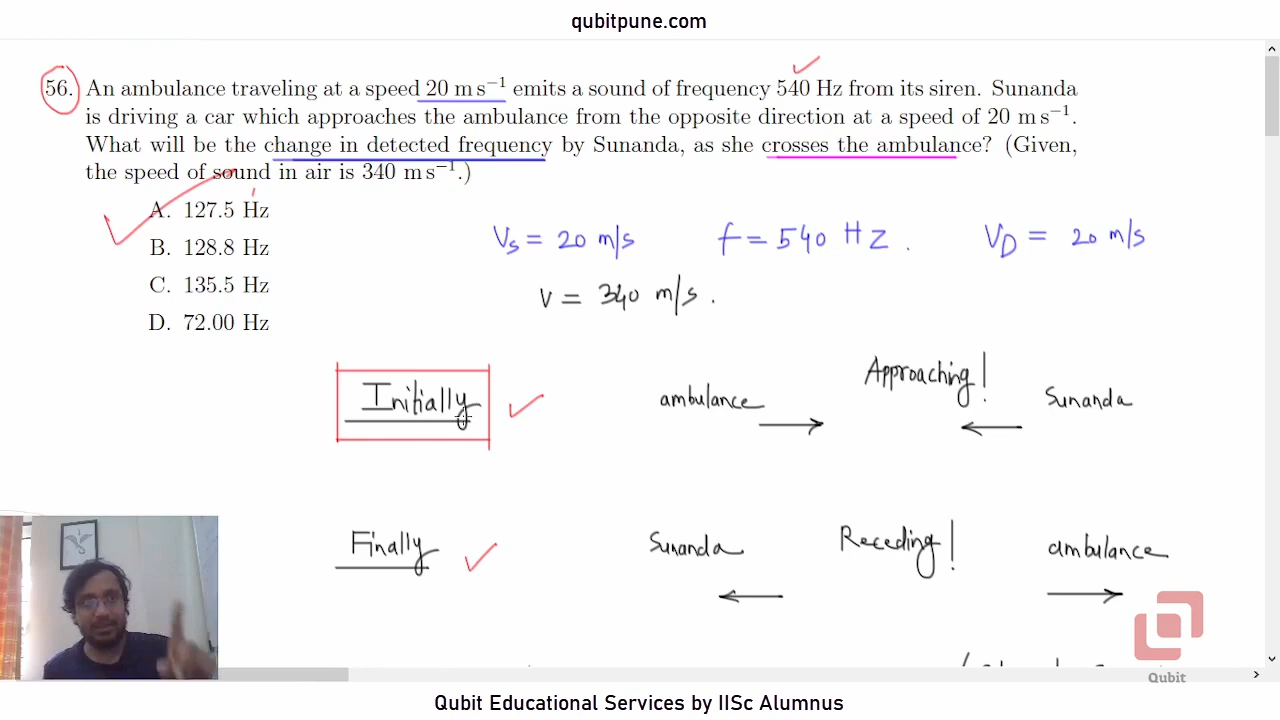 qubitpune.com
56. An ambulance traveling at a speed 20 m s⁻¹ emits a sound of frequency 540 Hz from its siren. Sunanda
is driving a car which approaches the ambulance from the opposite direction at a speed of 20 m s⁻¹.
What will be the change in detected frequency by Sunanda, as she crosses the ambulance? (Given,
the speed of sound in air is 340 m s⁻¹.)
A. 127.5 Hz
B. 128.8 Hz
C. 135.5 Hz
D. 72.00 Hz
Vs = 20 m/s f = 540 HZ. VD = 20 m/s
v = 340 m/s.
Initially ambulance Approaching! Sunanda
Finally Sunanda Receding! ambulance
Qubit
Qubit Educational Services by IISc Alumnus